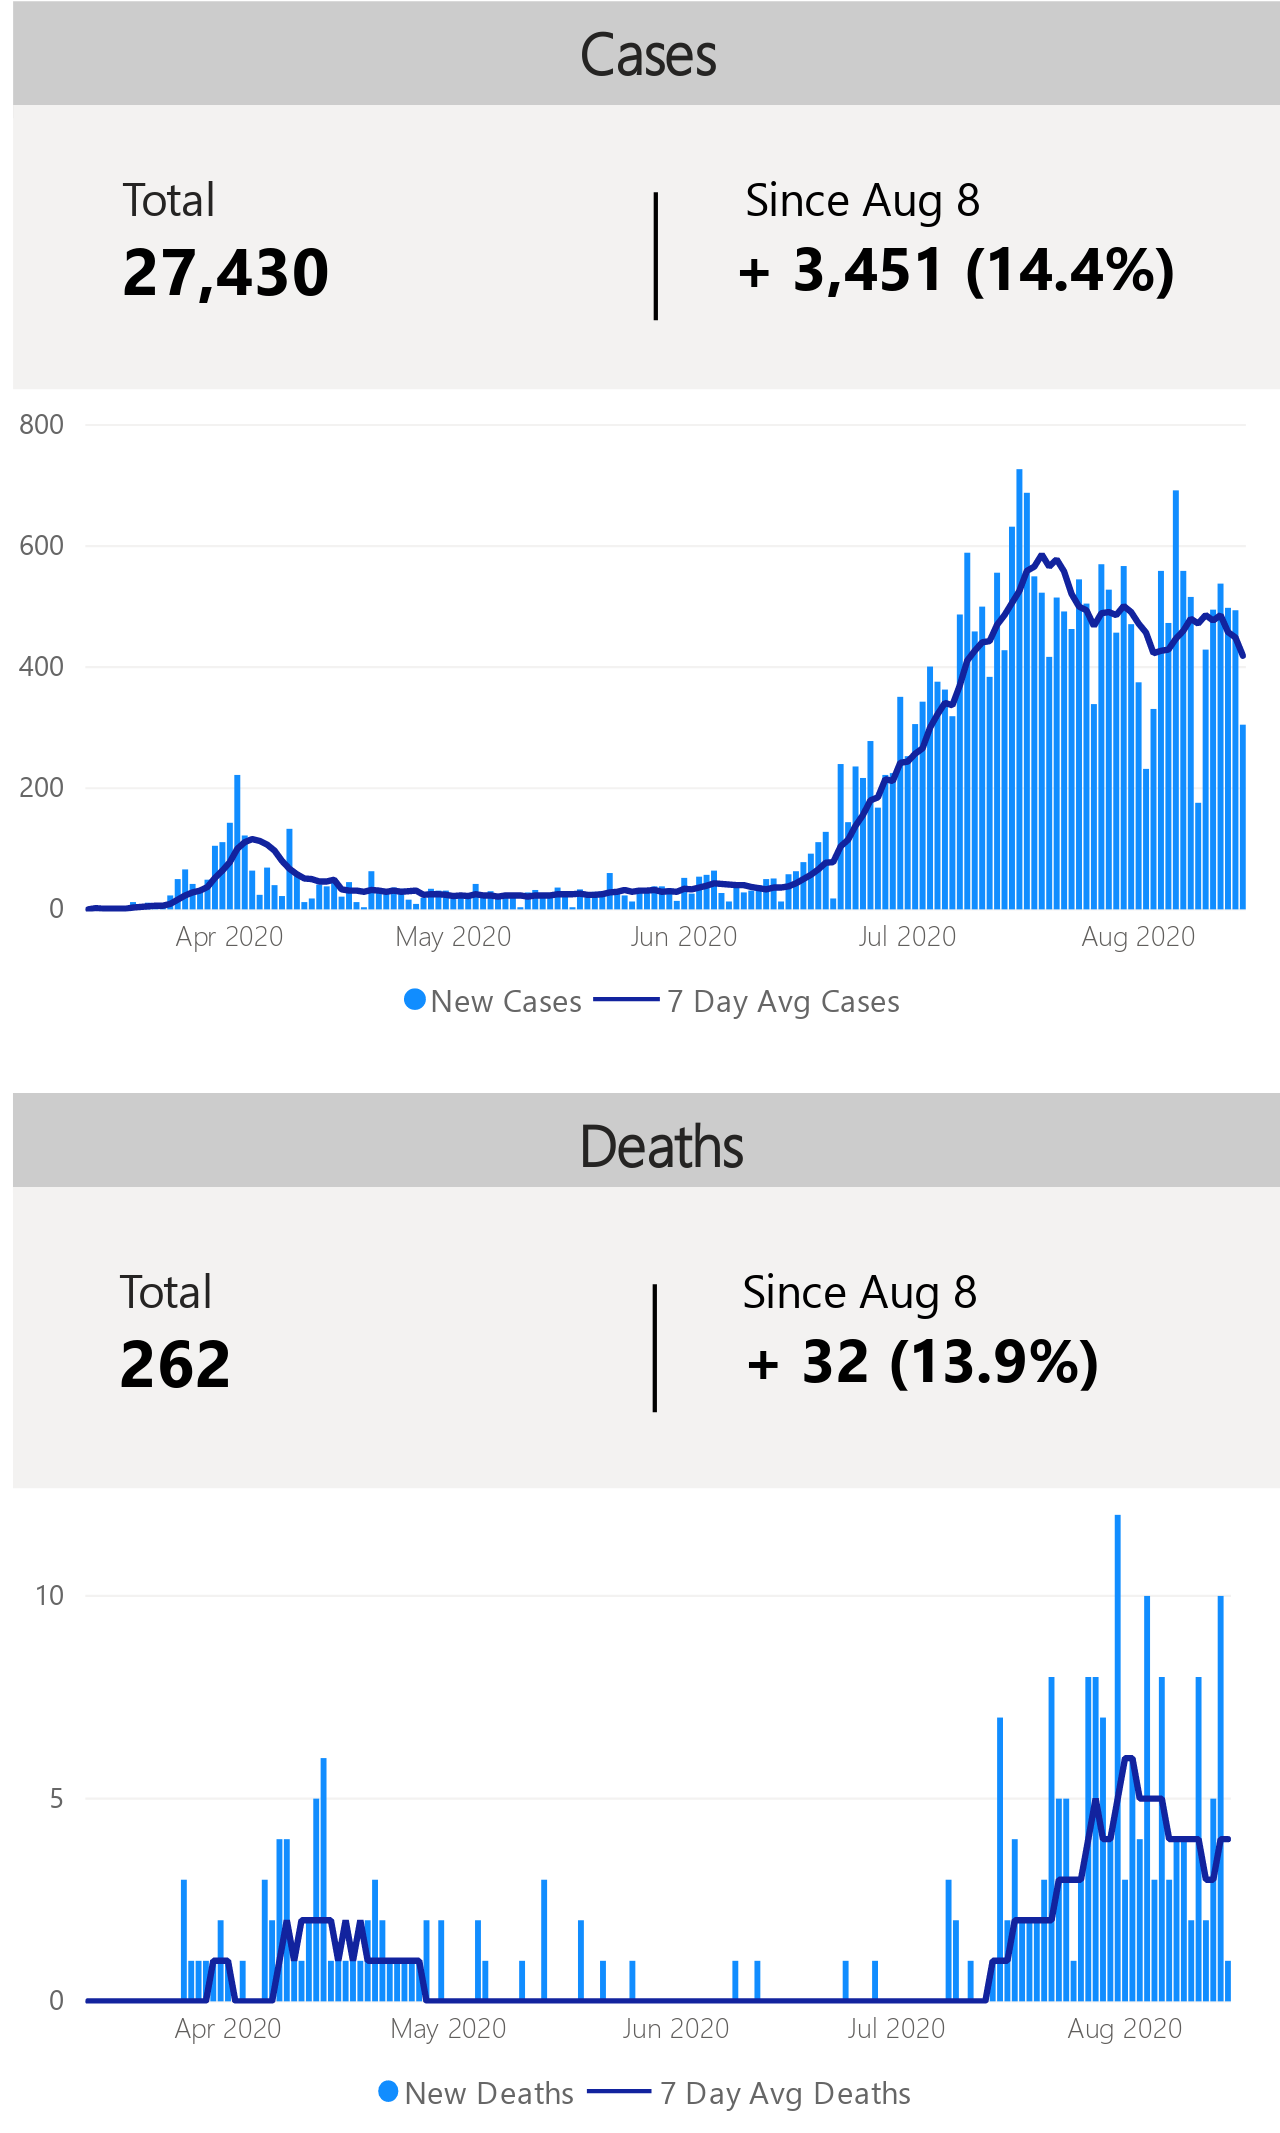 Cases
Total
Since Aug 8
27,430
+ 3,451 (14.4%)
800
600
400
200
0
Apr 2020
May 2020
Jun 2020
Jul 2020
Aug 2020
New Cases
7 Day Avg Cases
Deaths
Total
Since Aug 8
262
+ 32 (13.9%)
10
5
0
Apr 2020
May 2020
Jun 2020
Jul 2020
Aug 2020
New Deaths
7 Day Avg Deaths